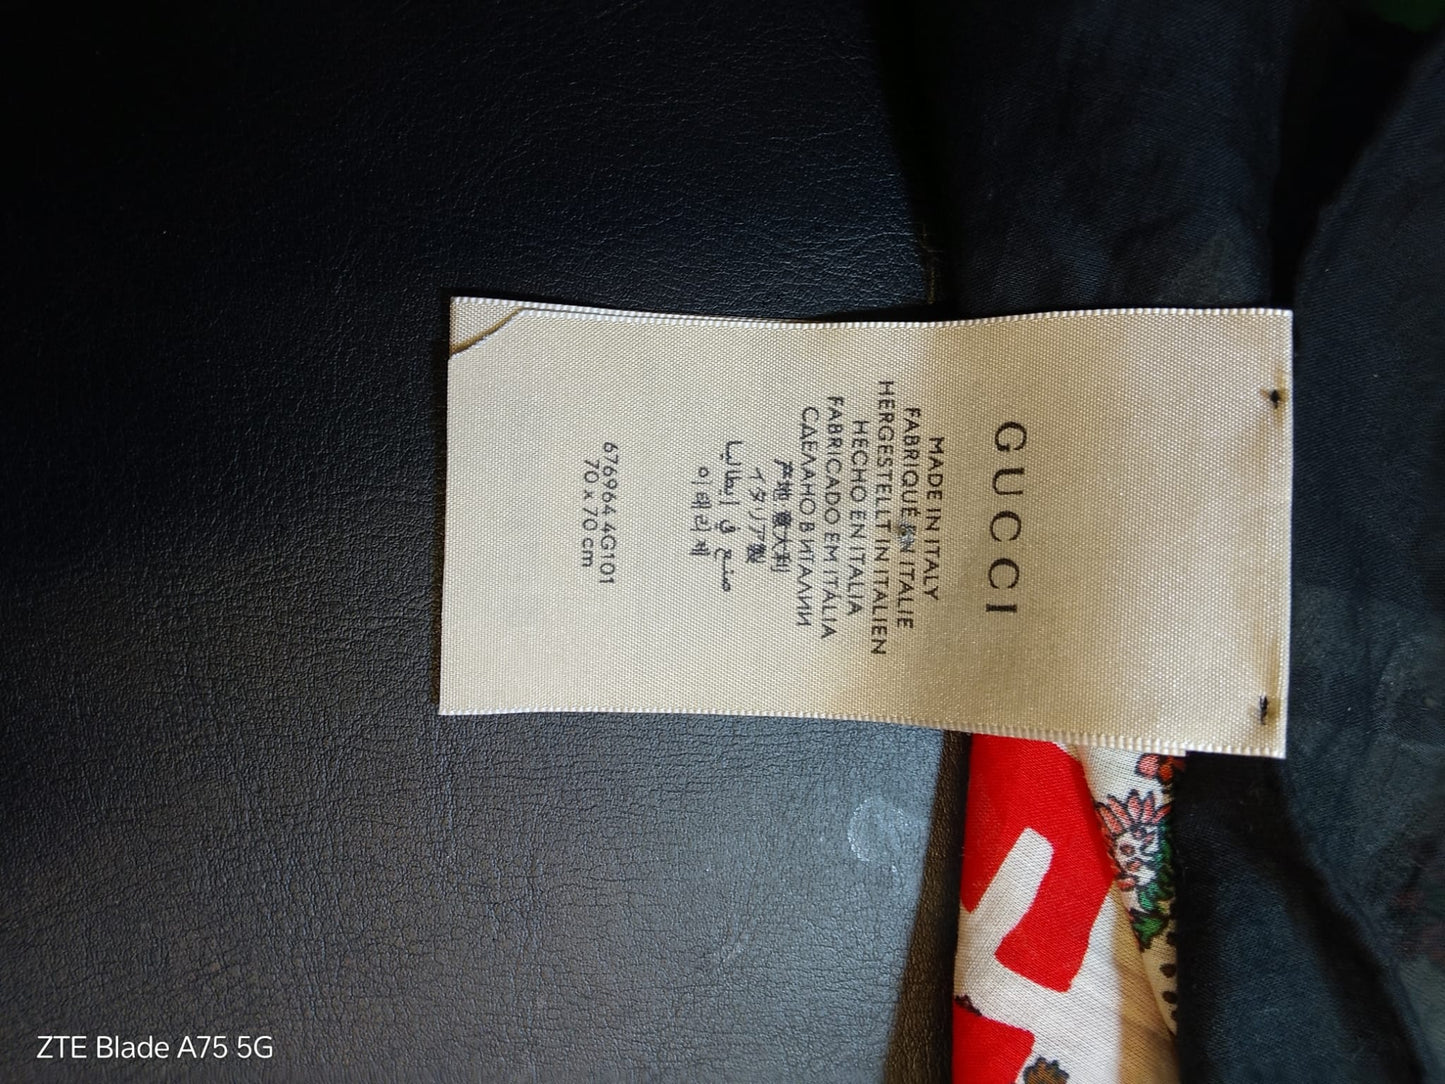 GUCCI
MADE IN ITALY
FABRIQUÉ EN ITALIE
HERGESTELLT IN ITALIEN
HECHO EN ITALIA
FABRICADO EM ITÁLIA
СДЕЛАНО В ИТАЛИИ
产地 意大利
イタリア製
صنع في إيطاليا
이태리제
676964 4G101
70 x 70 cm
ZTE Blade A75 5G